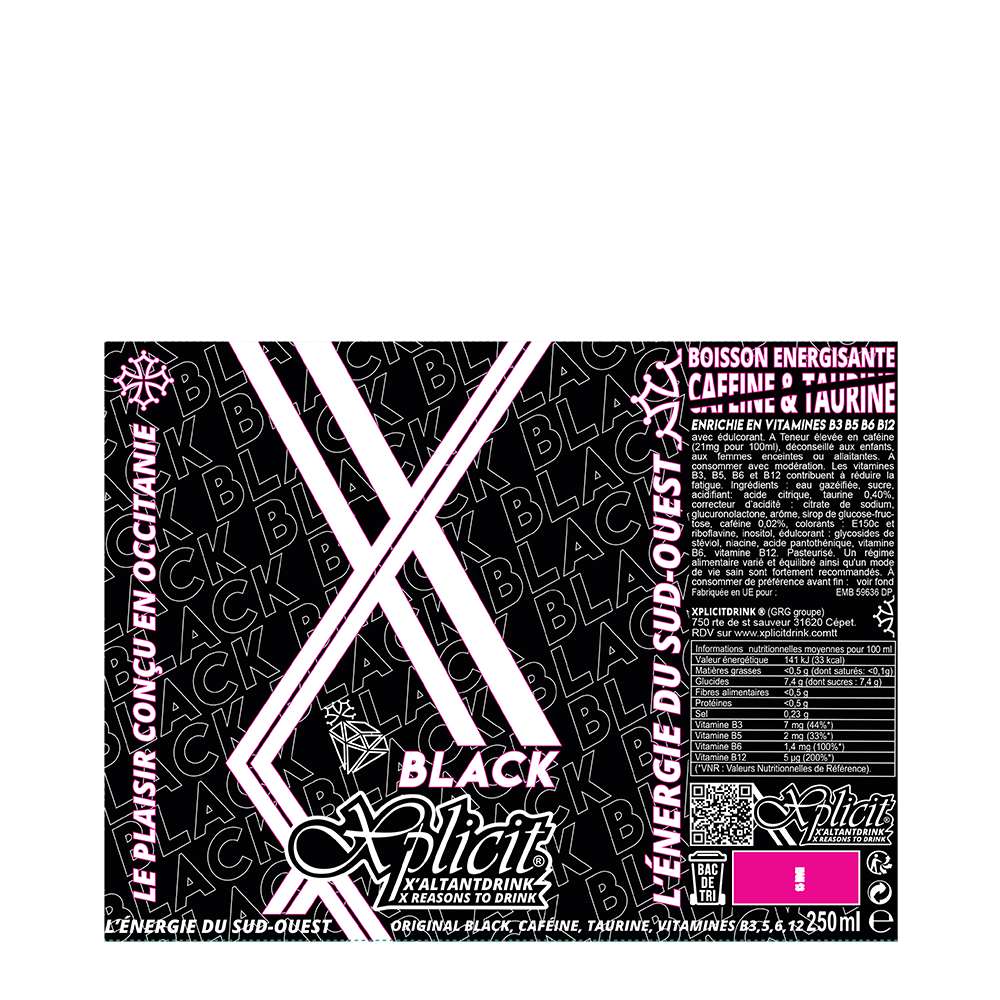 LE PLAISIR CONÇU EN OCCITANIE
BLACK
Xplicit®
X'ALTANTDRINK
X REASONS TO DRINK
L'ÉNERGIE DU SUD-OUEST
ORIGINAL BLACK, CAFÉINE, TAURINE, VITAMINES B3,5,6,12
L'ÉNERGIE DU SUD-OUEST
BOISSON ENERGISANTE
CAFEINE & TAURINE
ENRICHIE EN VITAMINES B3 B5 B6 B12
avec édulcorant. A Teneur élevée en caféine
(21mg pour 100ml), déconseillé aux enfants,
aux femmes enceintes ou allaitantes. A
consommer avec modération. Les vitamines
B3, B5, B6 et B12 contribuent à réduire la
fatigue. Ingrédients : eau gazéifiée, sucre,
acidifiant: acide citrique, taurine 0,40%,
correcteur d'acidité : citrate de sodium,
glucuronolactone, arôme, sirop de glucose-fruc-
tose, caféine 0,02%, colorants : E150c et
riboflavine, inositol, édulcorant : glycosides de
stéviol, niacine, acide pantothénique, vitamine
B6, vitamine B12. Pasteurisé. Un régime
alimentaire varié et équilibré ainsi qu'un mode
de vie sain sont fortement recommandés. A
consommer de préférence avant fin : voir fond
Fabriquée en UE pour : EMB 59636 DP
XPLICITDRINK ® (GRG groupe)
750 rte de st sauveur 31620 Cépet.
RDV sur www.xplicitdrink.comtt
Informations nutritionnelles moyennes pour 100 ml
Valeur énergétique 141 kJ (33 kcal)
Matières grasses <0,5 g (dont saturés: <0,1g)
Glucides 7,4 g (dont sucres : 7,4 g)
Fibres alimentaires <0,5 g
Protéines <0,5 g
Sel 0,23 g
Vitamine B3 7 mg (44%*)
Vitamine B5 2 mg (33%*)
Vitamine B6 1,4 mg (100%*)
Vitamine B12 5 µg (200%*)
(*VNR : Valeurs Nutritionnelles de Référence).
Xplicit®
X'ALTANTDRINK
X REASONS TO DRINK
BAC
DE
TRI
250 ml ℮